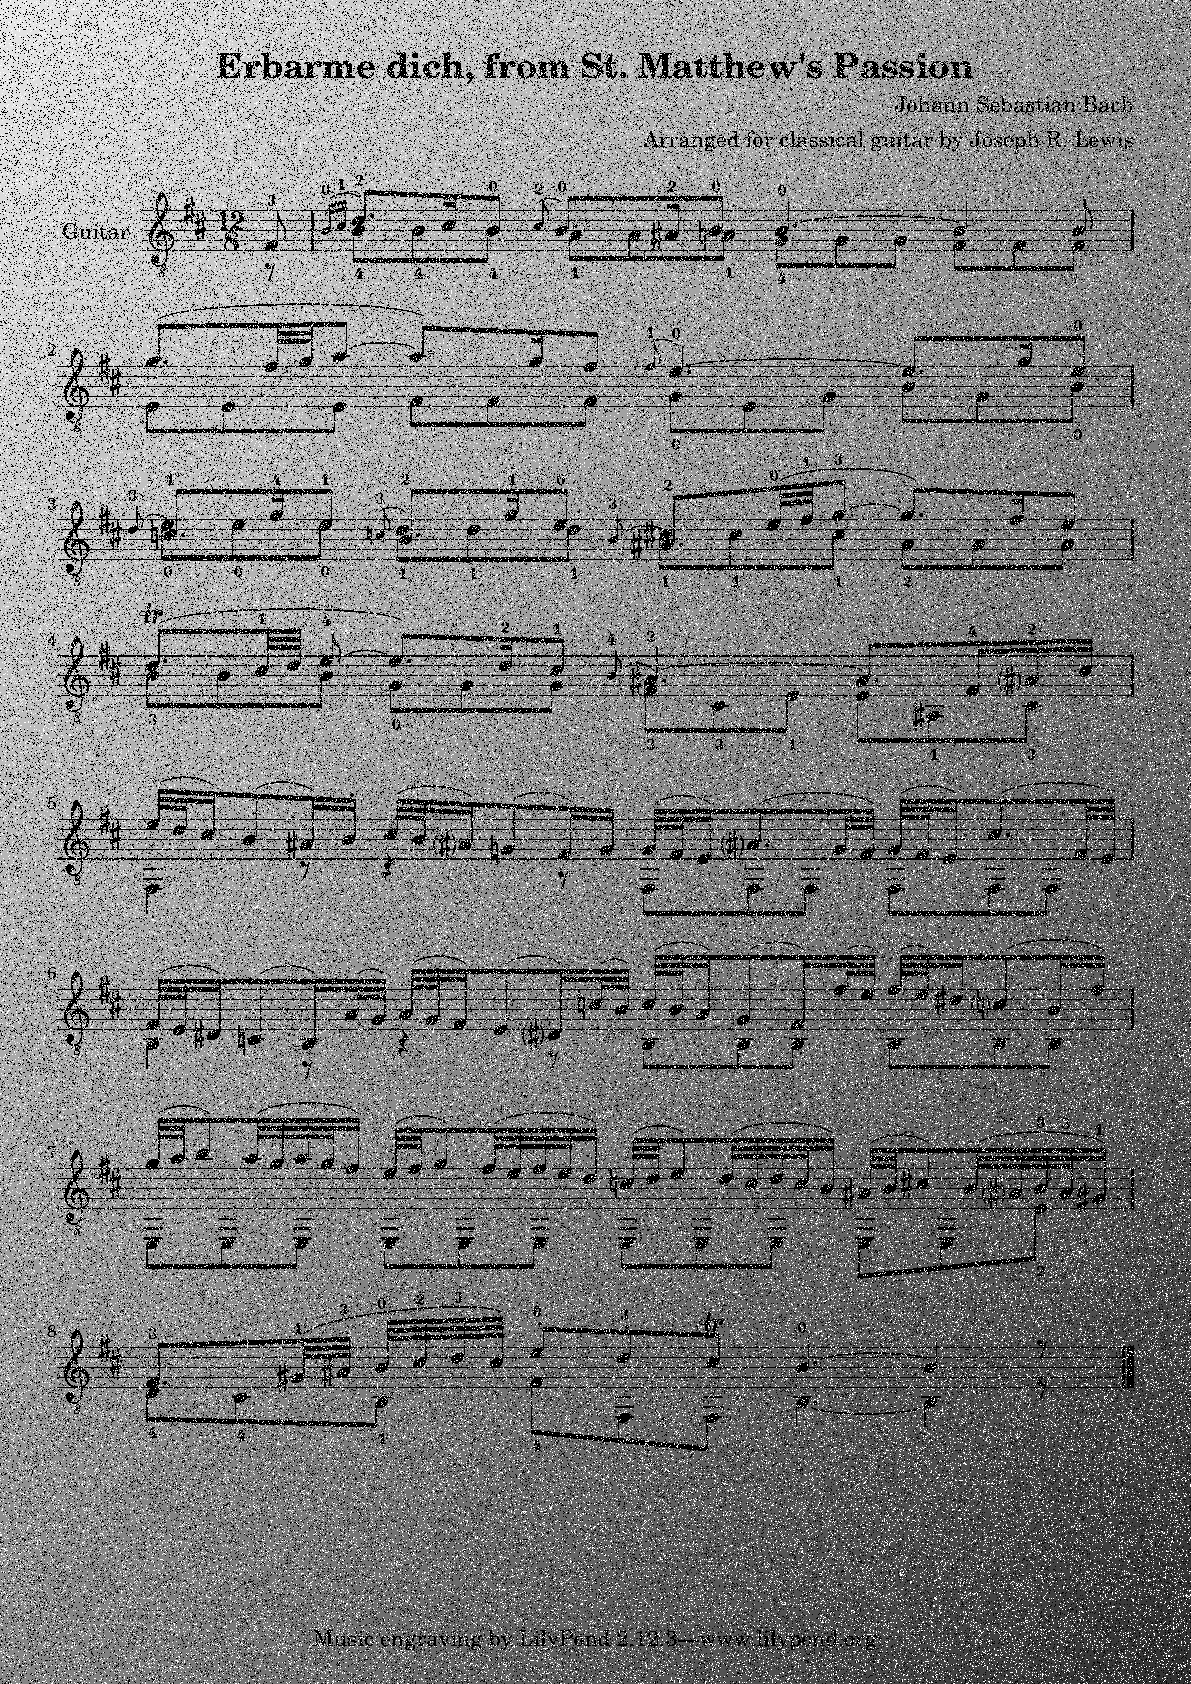 Erbarme dich, from St. Matthew's Passion
Johann Sebastian Bach
Arranged for classical guitar by Joseph R. Lewis
Guitar
12
8
2
3
4
tr
5
6
7
8
tr
Music engraving by LilyPond 2.12.3—www.lilypond.org